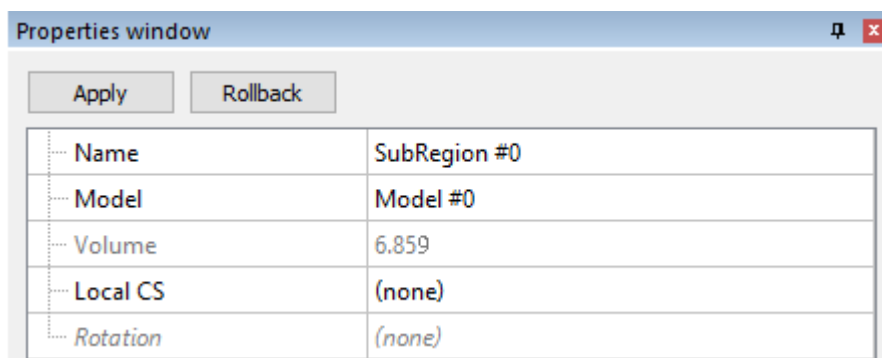 Properties window
Apply Rollback
Name SubRegion #0
Model Model #0
Volume 6.859
Local CS (none)
Rotation (none)